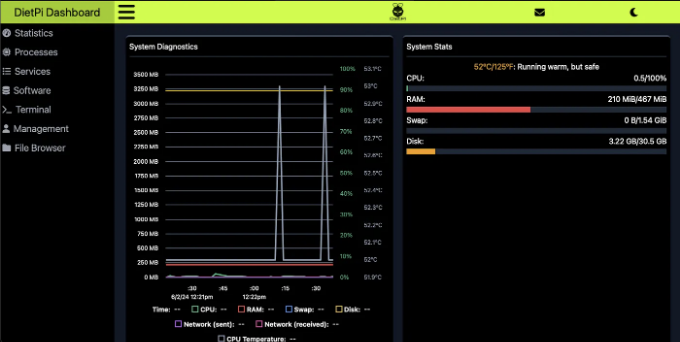 DietPi Dashboard
DietPi
Statistics
Processes
Services
Software
Terminal
Management
File Browser
System Diagnostics
100% 53.1°C
3500 MB 53°C
3250 MB 90% 52.9°C
3000 MB 80% 52.8°C
2750 MB
2500 MB 70% 52.7°C
2250 MB 60% 52.6°C
2000 MB
1750 MB 50% 52.5°C
1500 MB 40% 52.4°C
1250 MB 30% 52.3°C
1000 MB
750 MB 20% 52.2°C
500 MB 10% 52.1°C
250 MB 52°C
0 MB 0% 51.9°C
:30 :45 :00 :15 :30
6/2/24 12:21pm 12:22pm
Time: -- CPU: -- RAM: -- Swap: -- Disk: --
Network (sent): -- Network (received): --
CPU Temperature: --
System Stats
52°C/125°F: Running warm, but safe
CPU: 0.5/100%
RAM: 210 MiB/467 MiB
Swap: 0 B/1.54 GiB
Disk: 3.22 GB/30.5 GB